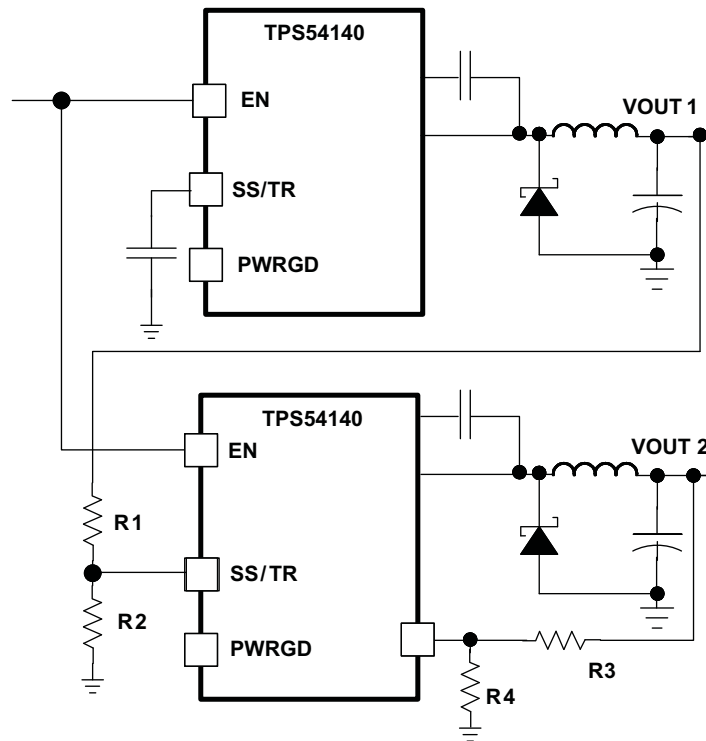 TPS54140
EN
VOUT 1
SS/TR
PWRGD
TPS54140
EN
VOUT 2
R1
SS/TR
R2
PWRGD
R3
R4